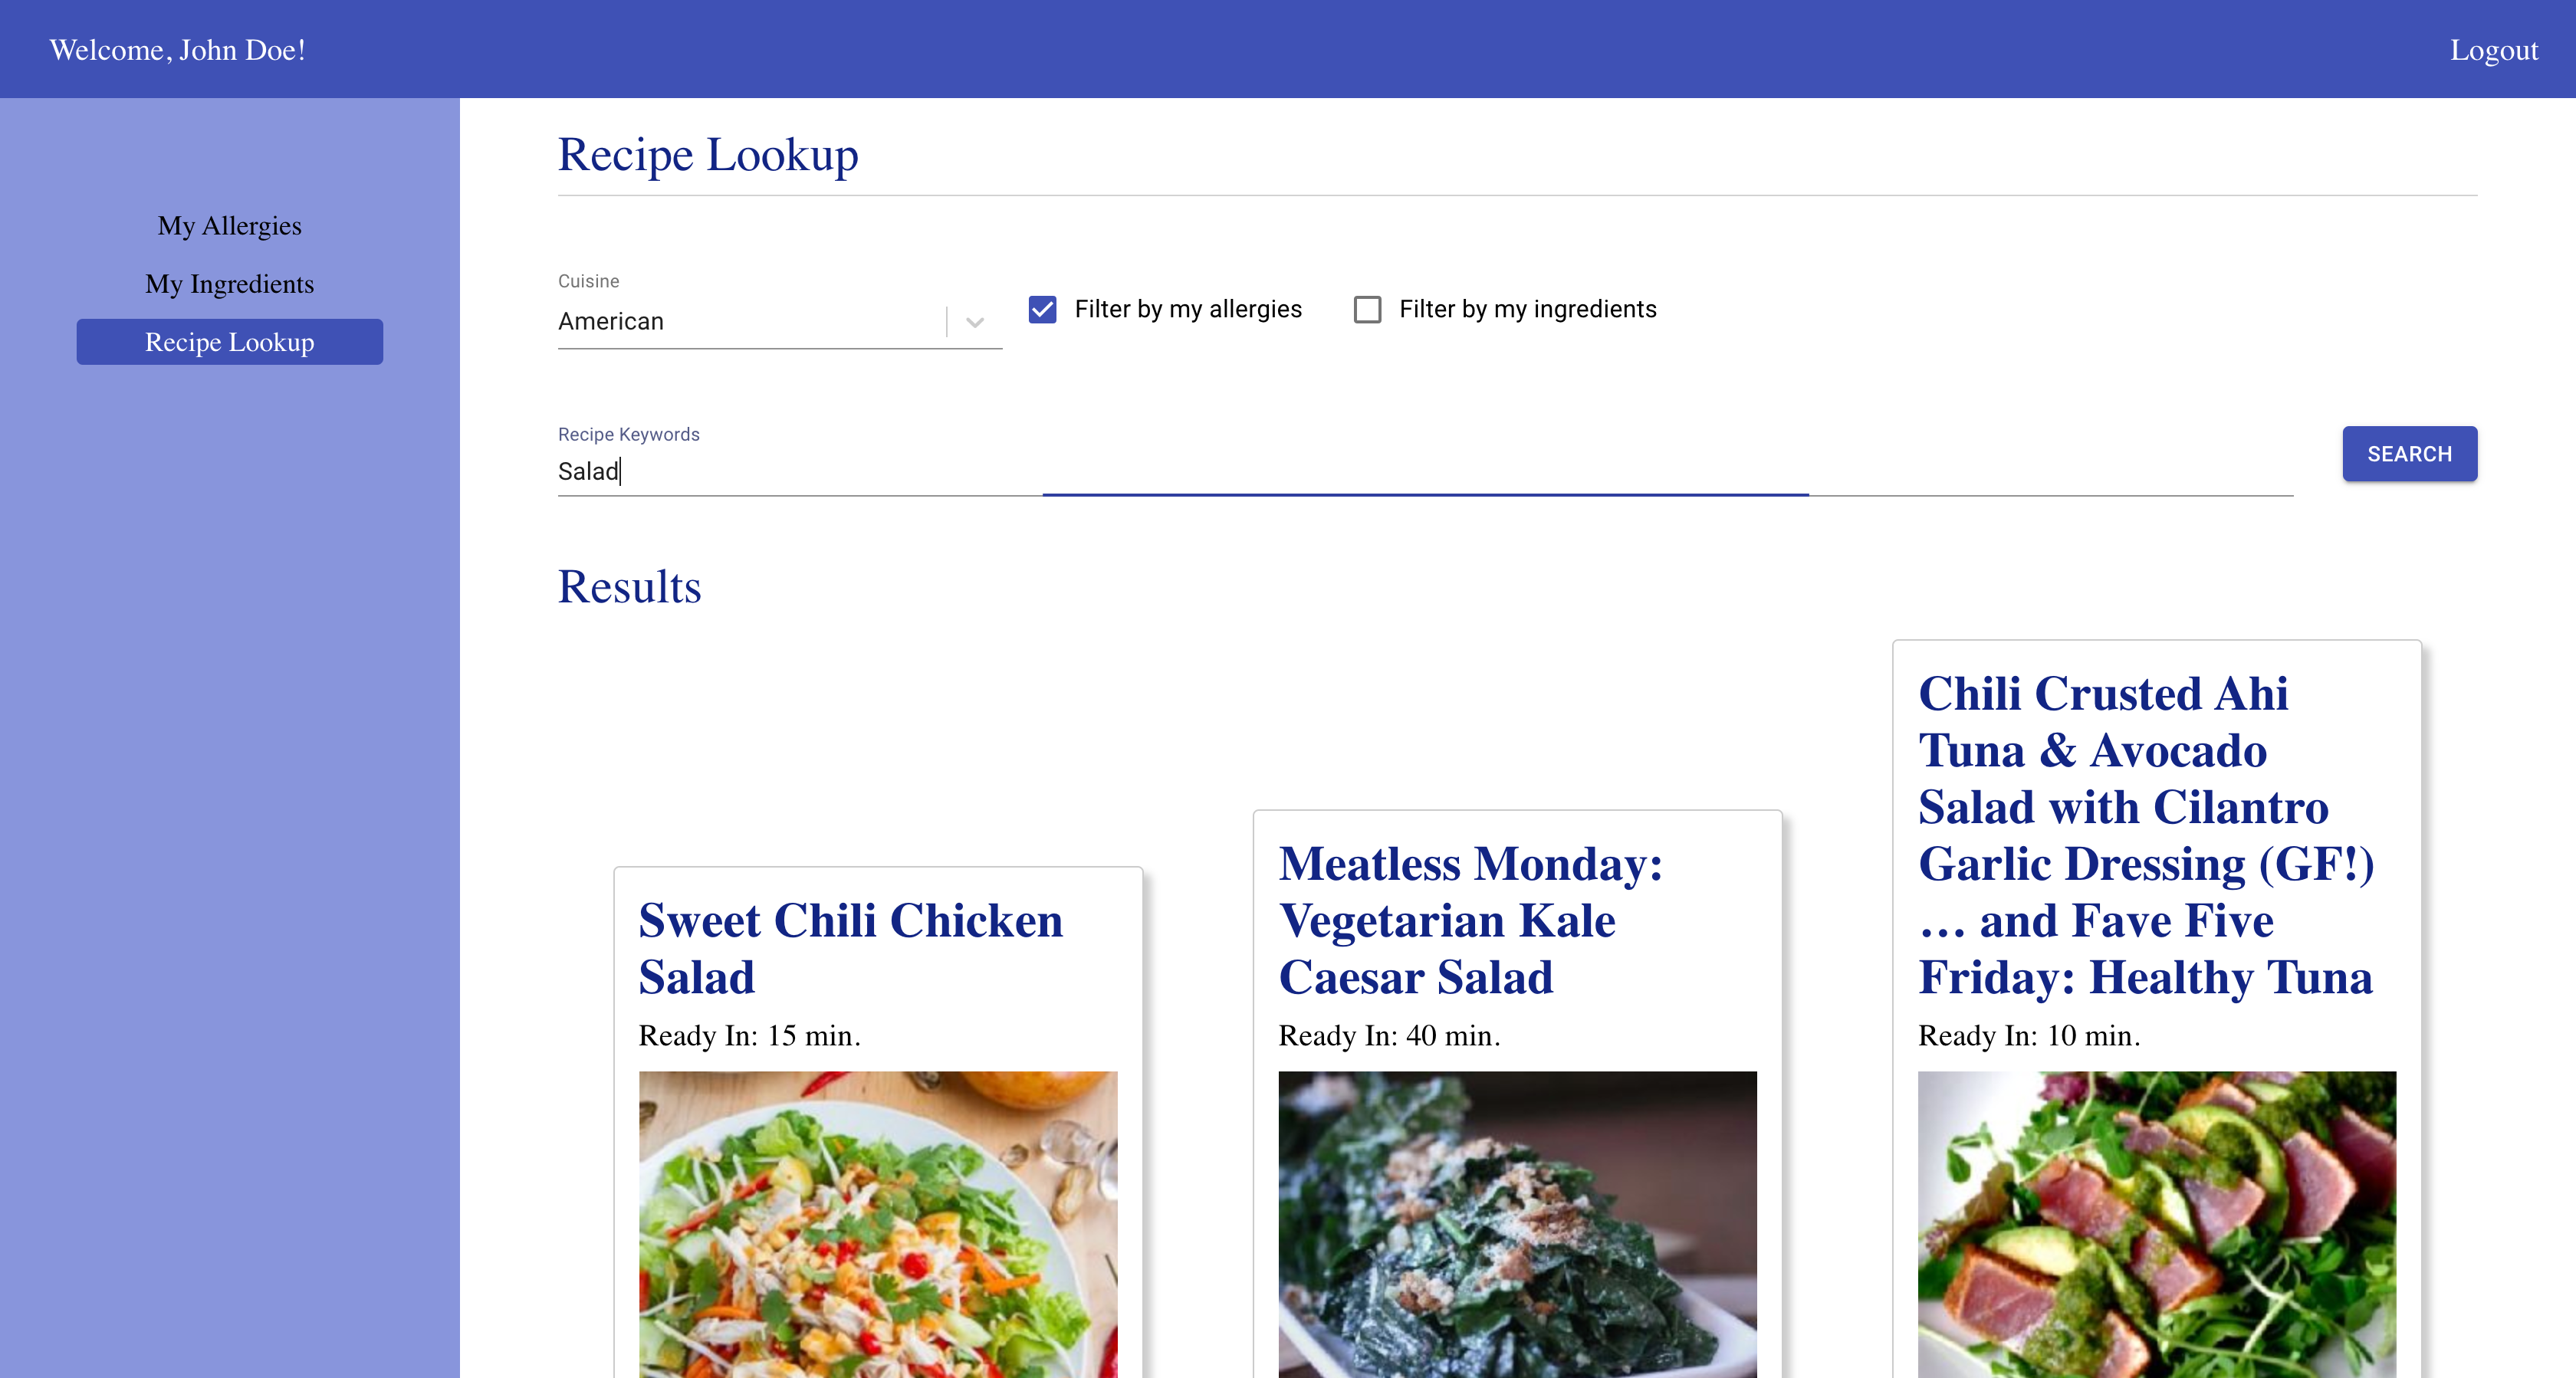 Welcome, John Doe!
Logout
My Allergies
My Ingredients
Recipe Lookup
Recipe Lookup
Cuisine
American
Filter by my allergies
Filter by my ingredients
Recipe Keywords
Salad
SEARCH
Results
Sweet Chili Chicken
Salad
Ready In: 15 min.
Meatless Monday:
Vegetarian Kale
Caesar Salad
Ready In: 40 min.
Chili Crusted Ahi
Tuna & Avocado
Salad with Cilantro
Garlic Dressing (GF!)
… and Fave Five
Friday: Healthy Tuna
Ready In: 10 min.